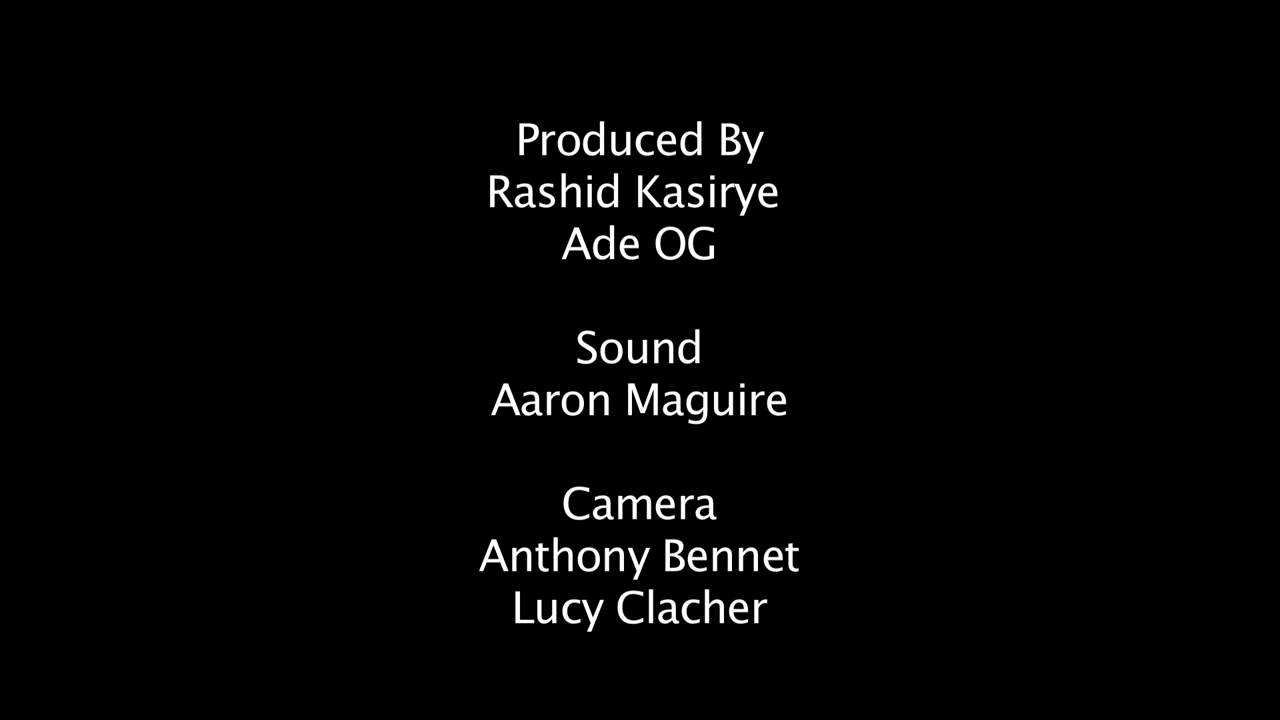 Produced By
Rashid Kasirye
Ade OG
Sound
Aaron Maguire
Camera
Anthony Bennet
Lucy Clacher